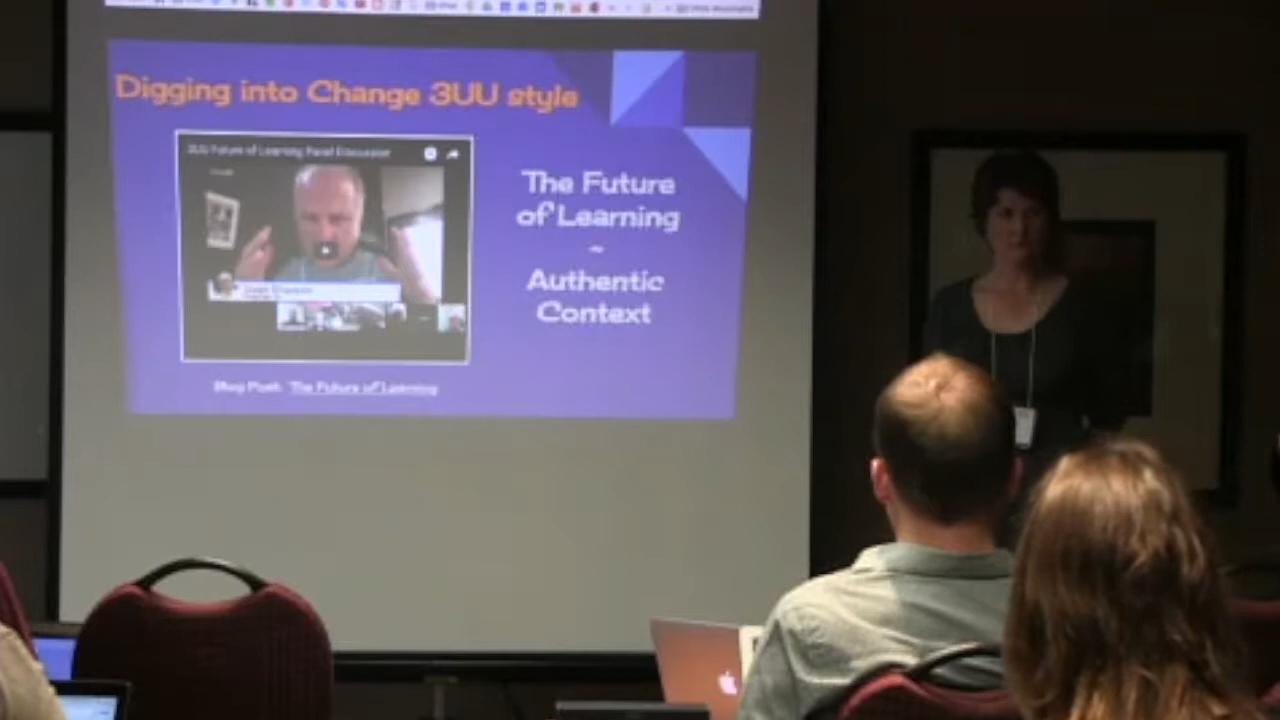 Digging into Change 3UU style
3UU Future of Learning Panel Discussion
The Future
of Learning
~
Authentic
Context
Blog Post: The Future of Learning